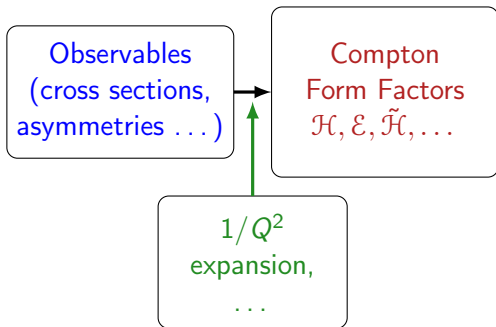 Observables
(cross sections,
asymmetries ...)
Compton
Form Factors
ℋ, ℰ, ℋ̃, ...
1/Q²
expansion,
...